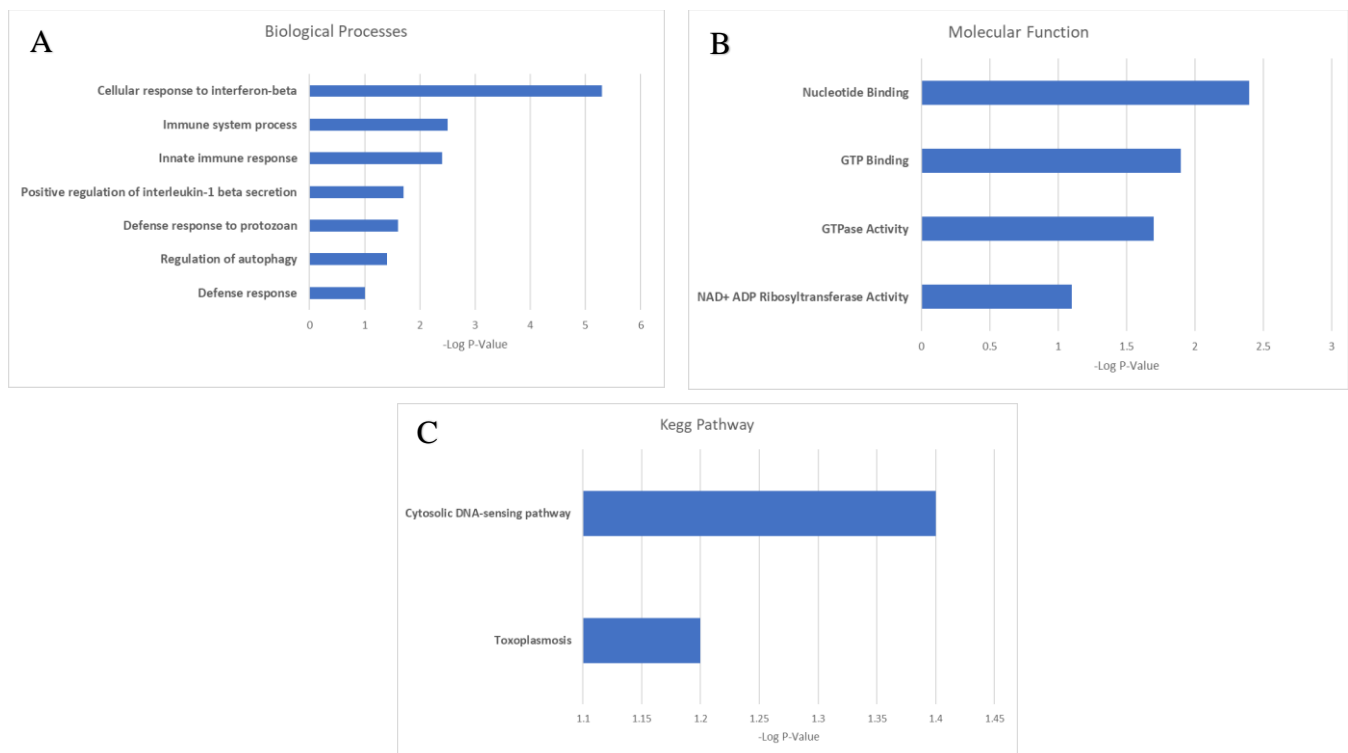 A
Biological Processes
Cellular response to interferon-beta
Immune system process
Innate immune response
Positive regulation of interleukin-1 beta secretion
Defense response to protozoan
Regulation of autophagy
Defense response
0 1 2 3 4 5 6
-Log P-Value
B
Molecular Function
Nucleotide Binding
GTP Binding
GTPase Activity
NAD+ ADP Ribosyltransferase Activity
0 0.5 1 1.5 2 2.5 3
-Log P-Value
C
Kegg Pathway
Cytosolic DNA-sensing pathway
Toxoplasmosis
1.1 1.15 1.2 1.25 1.3 1.35 1.4 1.45
-Log P-Value